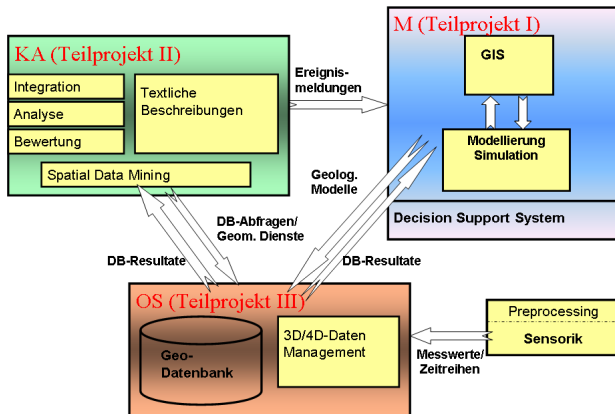 KA (Teilprojekt II)
Integration
Analyse
Bewertung
Textliche
Beschreibungen
Spatial Data Mining
Ereignis-
meldungen
M (Teilprojekt I)
GIS
Modellierung
Simulation
Decision Support System
Geolog.
Modelle
DB-Abfragen/
Geom. Dienste
DB-Resultate
DB-Resultate
OS (Teilprojekt III)
Geo-
Datenbank
3D/4D-Daten
Management
Messwerte/
Zeitreihen
Preprocessing
Sensorik